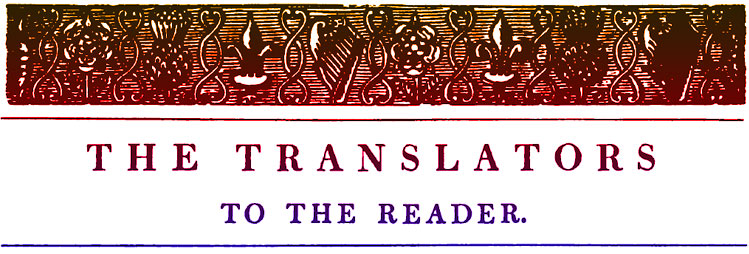 THE TRANSLATORS
TO THE READER.